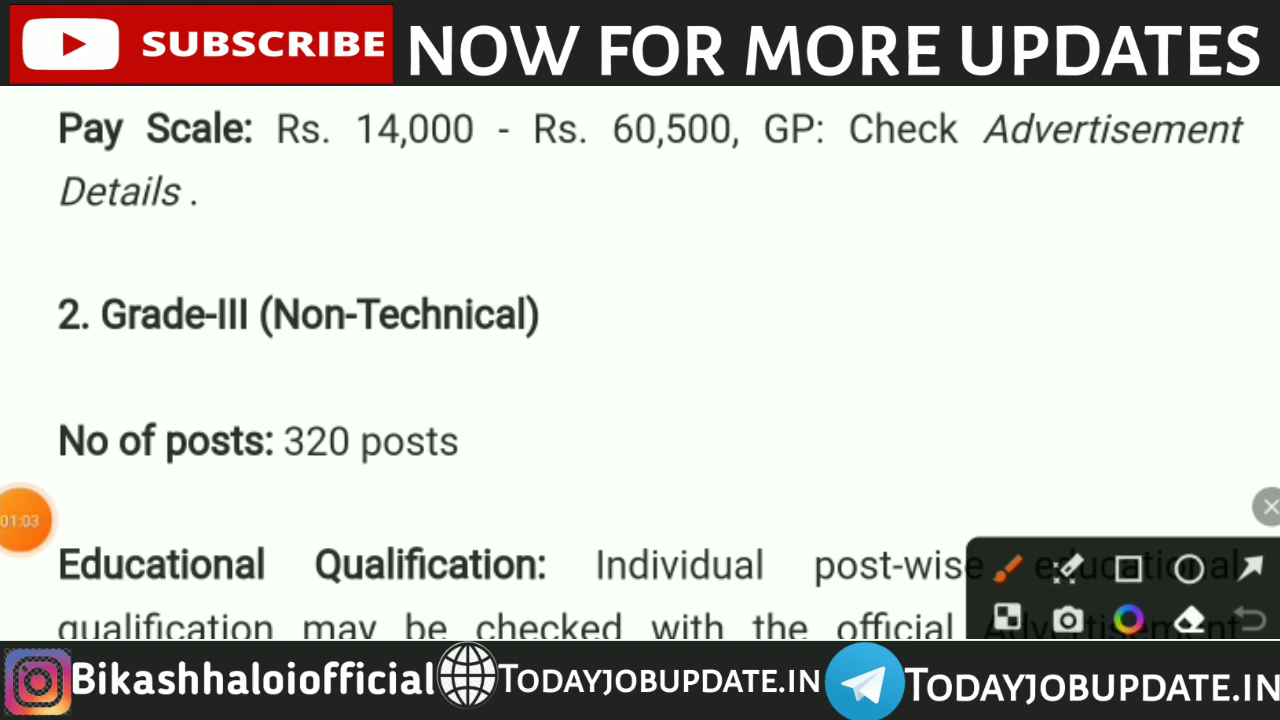 SUBSCRIBE NOW FOR MORE UPDATES
Pay Scale: Rs. 14,000 - Rs. 60,500, GP: Check Advertisement
Details .
2. Grade-III (Non-Technical)
No of posts: 320 posts
01:03
Educational Qualification: Individual post-wise educational
qualification may be checked with the official Advertisement
Bikashhaloiofficial TODAYJOBUPDATE.IN TODAYJOBUPDATE.IN